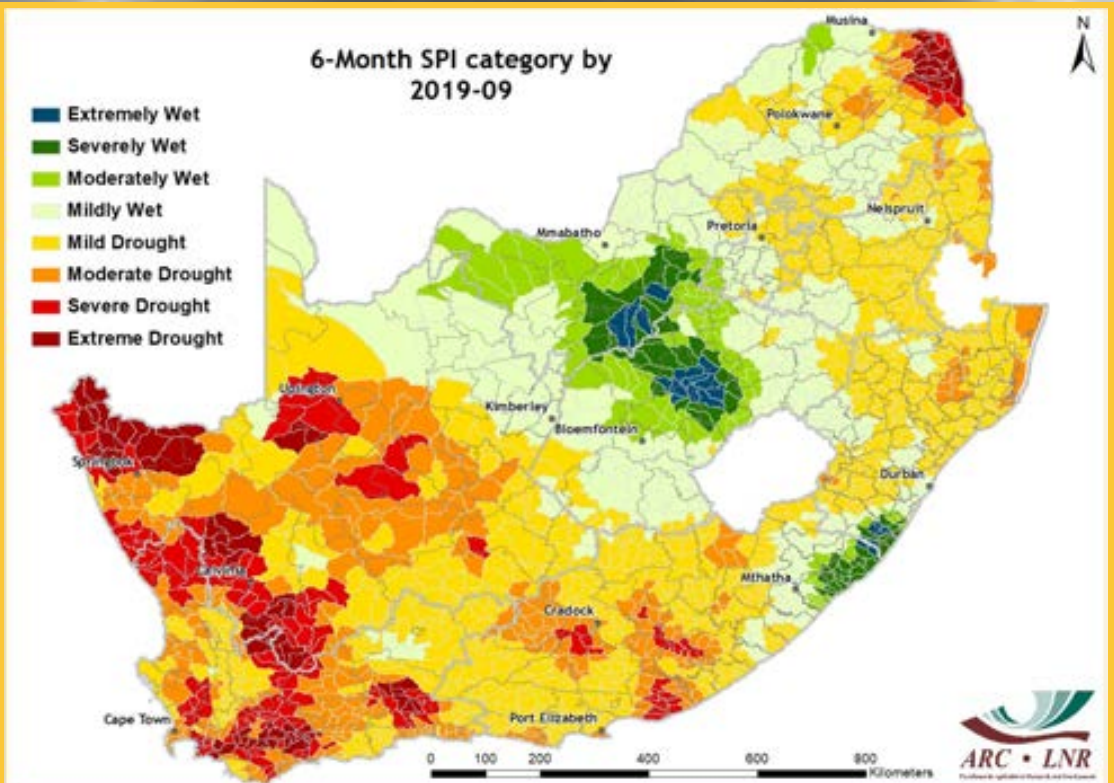 6-Month SPI category by
2019-09
Extremely Wet
Severely Wet
Moderately Wet
Mildly Wet
Mild Drought
Moderate Drought
Severe Drought
Extreme Drought
N
Musina
Polokwane
Nelspruit
Pretoria
Mmabatho
Upington
Kimberley
Bloemfontein
Springbok
Durban
Calvinia
Mthatha
Cradock
Cape Town
Port Elizabeth
0 100 200 400 600 800
Kilometers
ARC • LNR